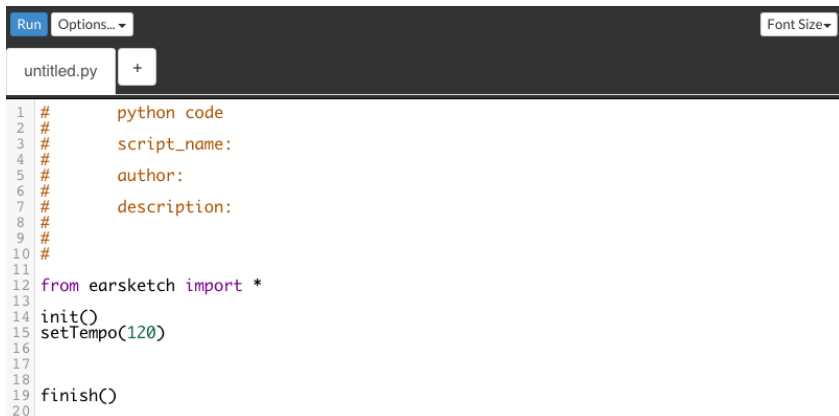 Run Options... Font Size
untitled.py +
1 # python code
2 #
3 # script_name:
4 #
5 # author:
6 #
7 # description:
8 #
9 #
10 #
11
12 from earsketch import *
13
14 init()
15 setTempo(120)
16
17
18
19 finish()
20